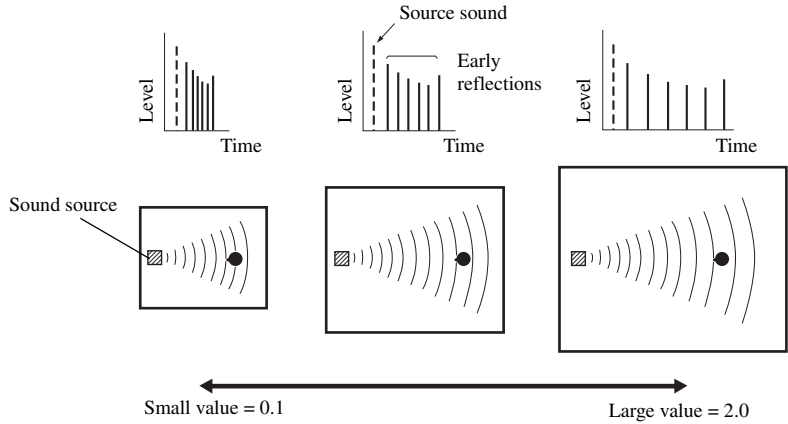 Source sound
Early
reflections
Level
Time
Level
Time
Level
Time
Sound source
Small value = 0.1
Large value = 2.0